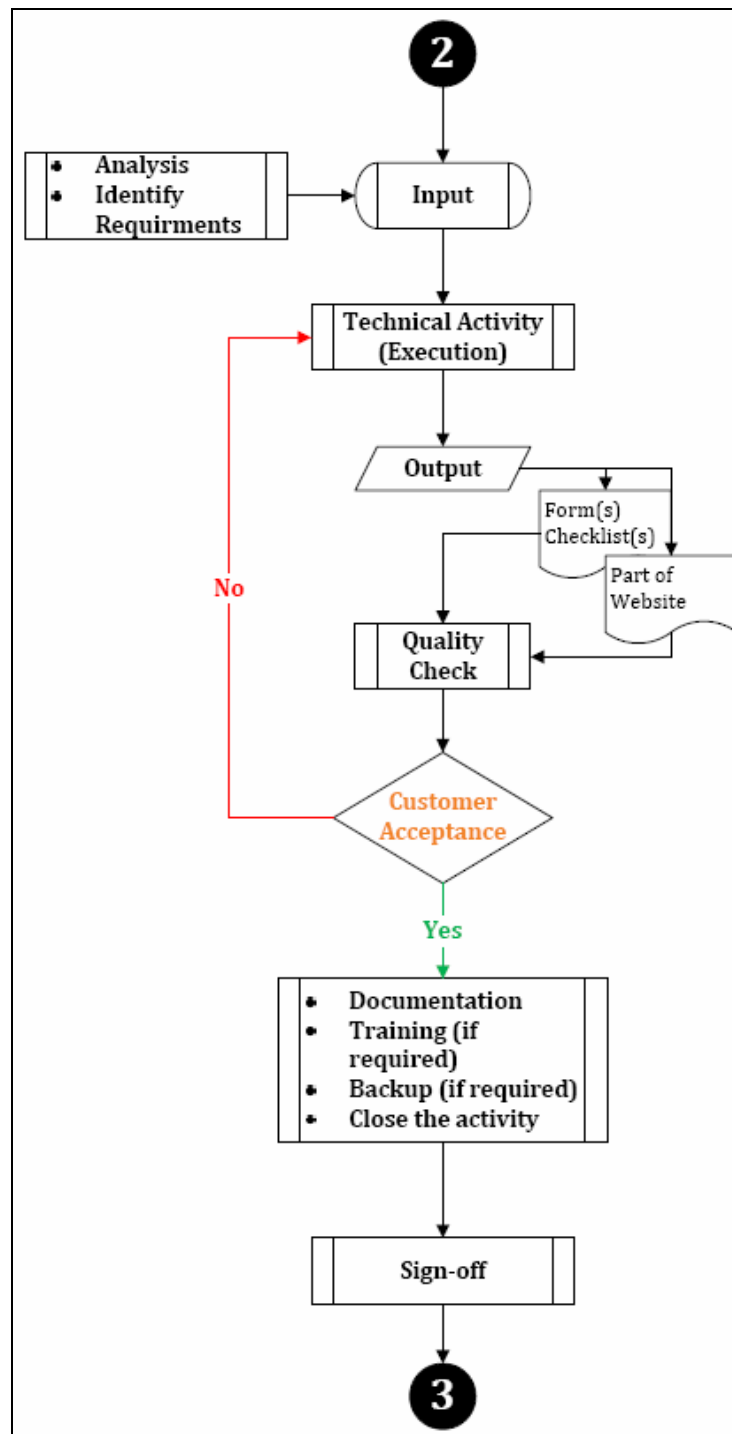 2
• Analysis
• Identify
Requirments
Input
Technical Activity
(Execution)
Output
Form(s)
Checklist(s)
Part of
Website
No
Quality
Check
Customer
Acceptance
Yes
• Documentation
• Training (if
required)
• Backup (if required)
• Close the activity
Sign-off
3